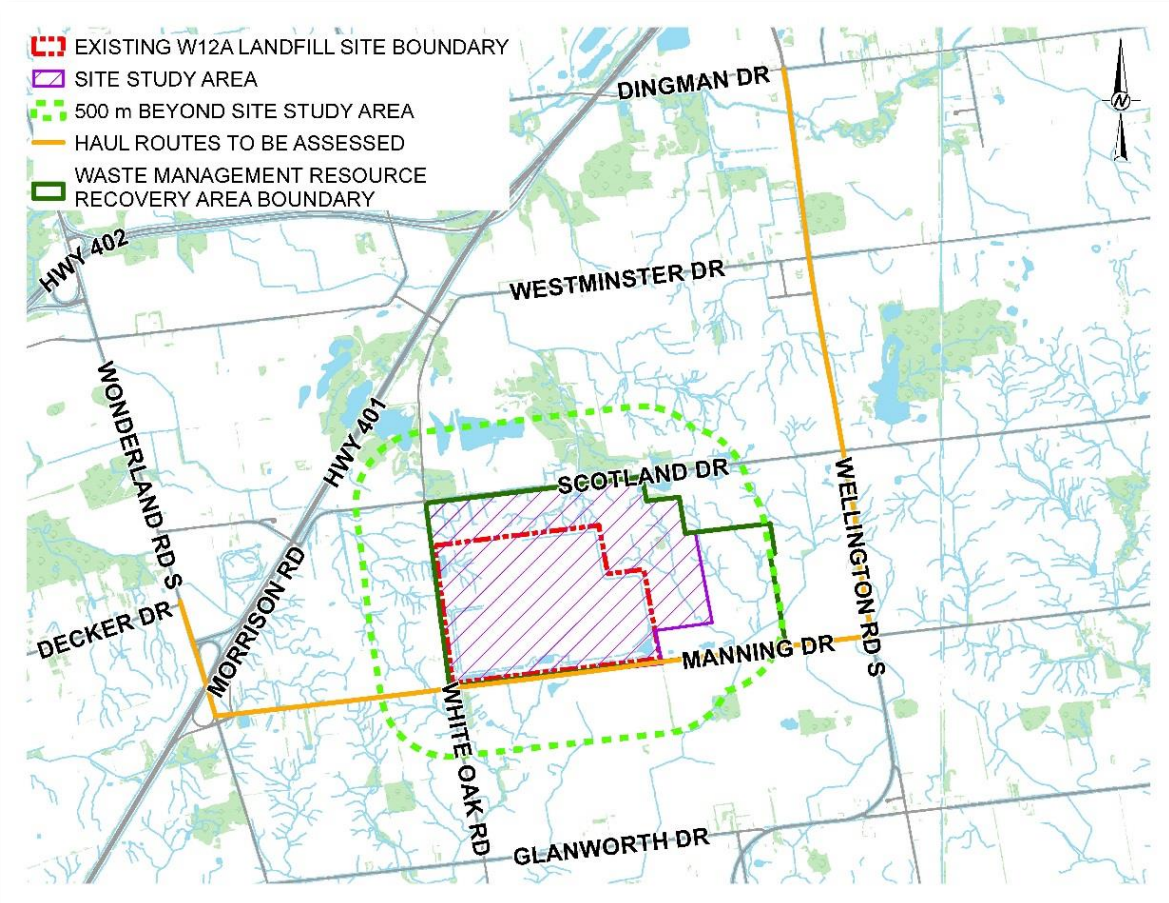 EXISTING W12A LANDFILL SITE BOUNDARY
SITE STUDY AREA
500 m BEYOND SITE STUDY AREA
HAUL ROUTES TO BE ASSESSED
WASTE MANAGEMENT RESOURCE
RECOVERY AREA BOUNDARY
DINGMAN DR
N
HWY 402
WESTMINSTER DR
WONDERLAND RD S
HWY 401
SCOTLAND DR
WELLINGTON RD S
DECKER DR
MORRISON RD
MANNING DR
WHITE OAK RD
GLANWORTH DR